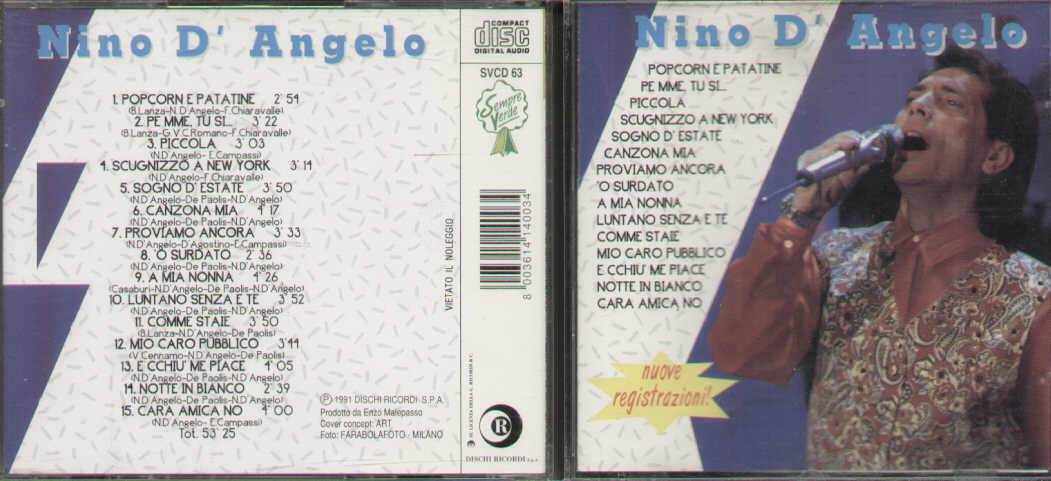 Nino D' Angelo
1. POPCORN E PATATINE 2' 54
(B.Lanza-N.D'Angelo-F.Chiaravalle)
2. PE MME, TU SI... 3' 22
(B.Lanza-G.V.C.Romano-F.Chiaravalle)
3. PICCOLA 3' 03
(N.D'Angelo-E.Campassi)
4. SCUGNIZZO A NEW YORK 3' 14
(N.D'Angelo-F.Chiaravalle)
5. SOGNO D' ESTATE 3' 50
(N.D'Angelo-De Paolis-N.D'Angelo)
6. CANZONA MIA 4' 17
(N.D'Angelo-De Paolis-N.D'Angelo)
7. PROVIAMO ANCORA 3' 33
(N.D'Angelo-D'Agostino-E.Campassi)
8. 'O SURDATO 2' 36
(N.D'Angelo-De Paolis-N.D'Angelo)
9. A MIA NONNA 4' 26
(Casaburi-N.D'Angelo-De Paolis-N.D'Angelo)
10. LUNTANO SENZA E TE 3' 52
(N.D'Angelo-De Paolis-N.D'Angelo)
11. COMME STAIE 3' 50
(B.Lanza-N.D'Angelo-De Paolis)
12. MIO CARO PUBBLICO 3' 44
(V.Cennamo-N.D'Angelo-De Paolis)
13. E CCHIU' ME PIACE 4' 05
(N.D'Angelo-De Paolis-N.D'Angelo)
14. NOTTE IN BIANCO 2' 39
(N.D'Angelo-De Paolis-N.D'Angelo)
15. CARA AMICA NO 4' 00
(N.D'Angelo-E.Campassi)
Tot. 53' 25
Ⓟ 1991 DISCHI RICORDI S.P.A.
Prodotto da Enzo Malepasso
Cover concept: ART
Foto: FARABOLAFOTO - MILANO
COMPACT
disc
DIGITAL AUDIO
SVCD 63
Sempre
Verde
VIETATO IL NOLEGGIO
8 003614 140034
SU LICENZA DELLA G. RICORDI & C.
R
DISCHI RICORDI S.p.A.
Nino D' Angelo
POPCORN E PATATINE
PE MME, TU SI...
PICCOLA
SCUGNIZZO A NEW YORK
SOGNO D' ESTATE
CANZONA MIA
PROVIAMO ANCORA
'O SURDATO
A MIA NONNA
LUNTANO SENZA E TE
COMME STAIE
MIO CARO PUBBLICO
E CCHIU' ME PIACE
NOTTE IN BIANCO
CARA AMICA NO
nuove
registrazioni!